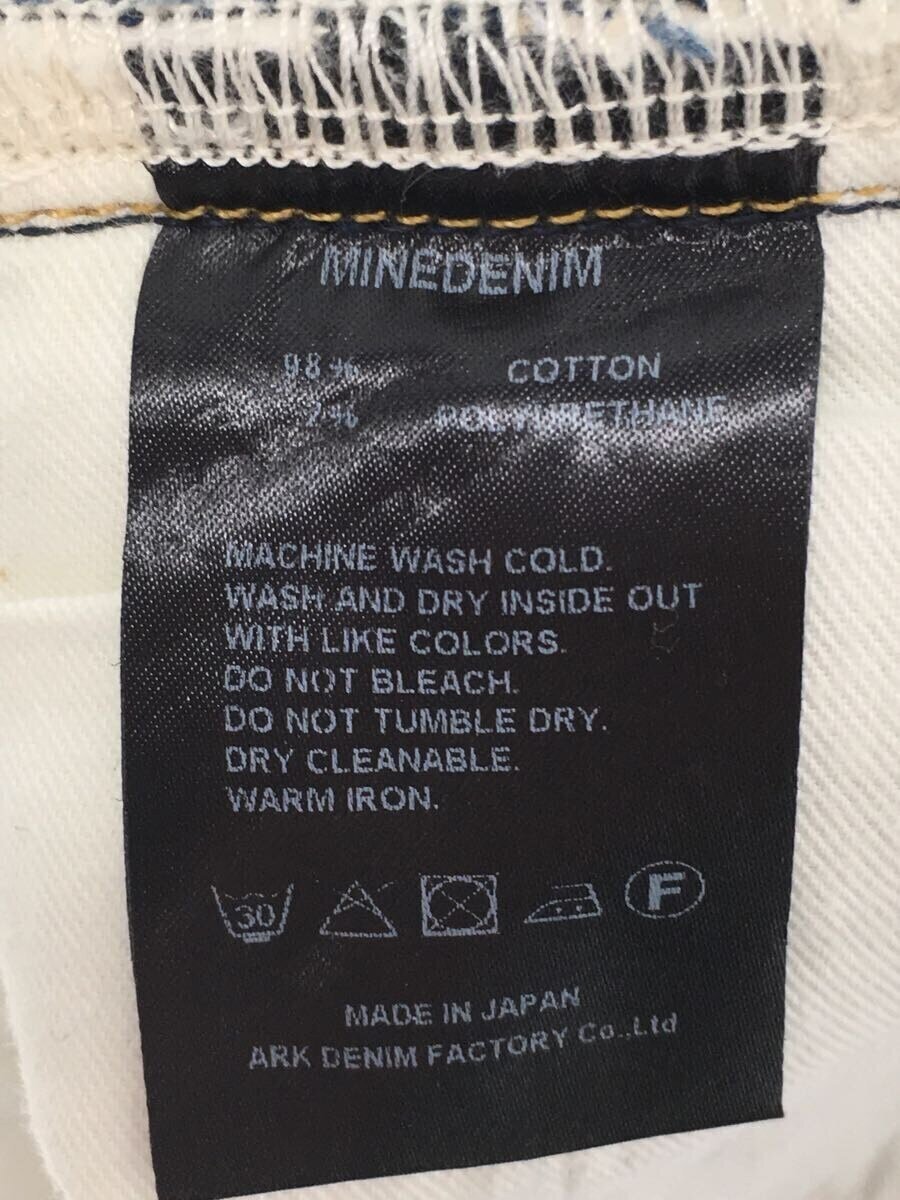 MINEDENIM
98% COTTON
2% POLYURETHANE
MACHINE WASH COLD.
WASH AND DRY INSIDE OUT
WITH LIKE COLORS.
DO NOT BLEACH.
DO NOT TUMBLE DRY.
DRY CLEANABLE.
WARM IRON.
30 F
MADE IN JAPAN
ARK DENIM FACTORY Co.,Ltd